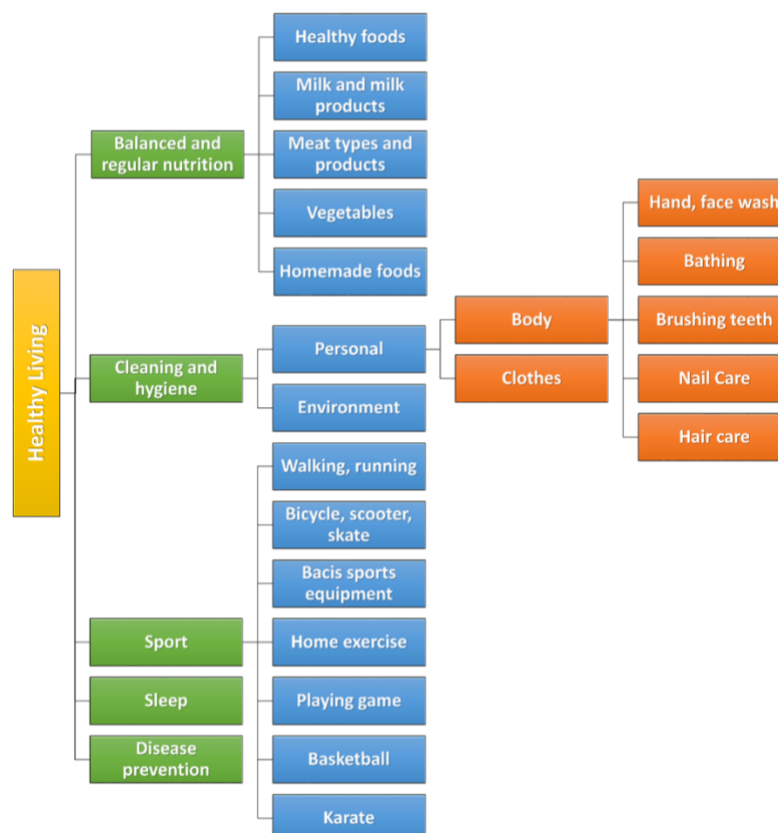 Healthy Living
Balanced and
regular nutrition
Healthy foods
Milk and milk
products
Meat types and
products
Vegetables
Homemade foods
Cleaning and
hygiene
Personal
Body
Hand, face wash
Bathing
Brushing teeth
Nail Care
Hair care
Clothes
Environment
Sport
Walking, running
Bicycle, scooter,
skate
Bacis sports
equipment
Home exercise
Playing game
Basketball
Karate
Sleep
Disease
prevention